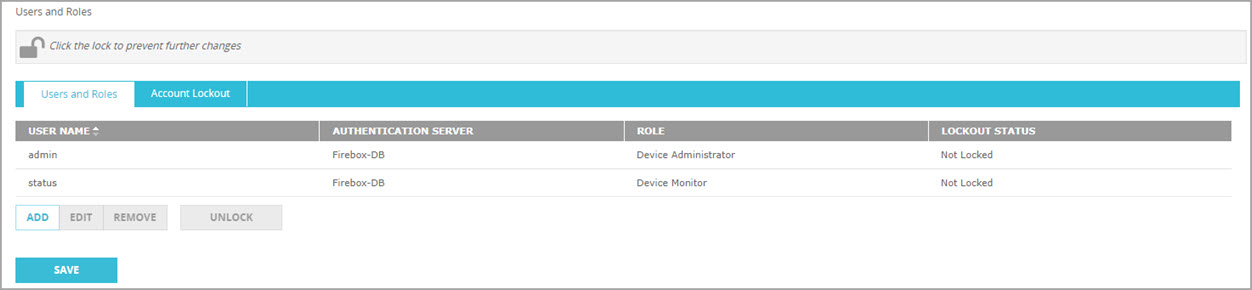 Users and Roles
Click the lock to prevent further changes
Users and Roles Account Lockout
USER NAME AUTHENTICATION SERVER ROLE LOCKOUT STATUS
admin Firebox-DB Device Administrator Not Locked
status Firebox-DB Device Monitor Not Locked
ADD EDIT REMOVE UNLOCK
SAVE